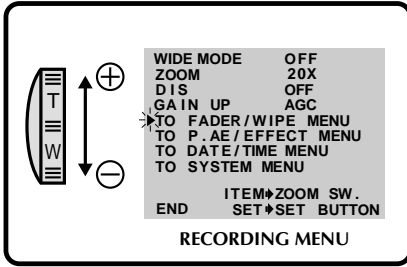 T
W
WIDE MODE OFF
ZOOM 20X
DIS OFF
GAIN UP AGC
TO FADER/WIPE MENU
TO P.AE/EFFECT MENU
TO DATE/TIME MENU
TO SYSTEM MENU
ITEM➧ZOOM SW.
END SET➧SET BUTTON
RECORDING MENU